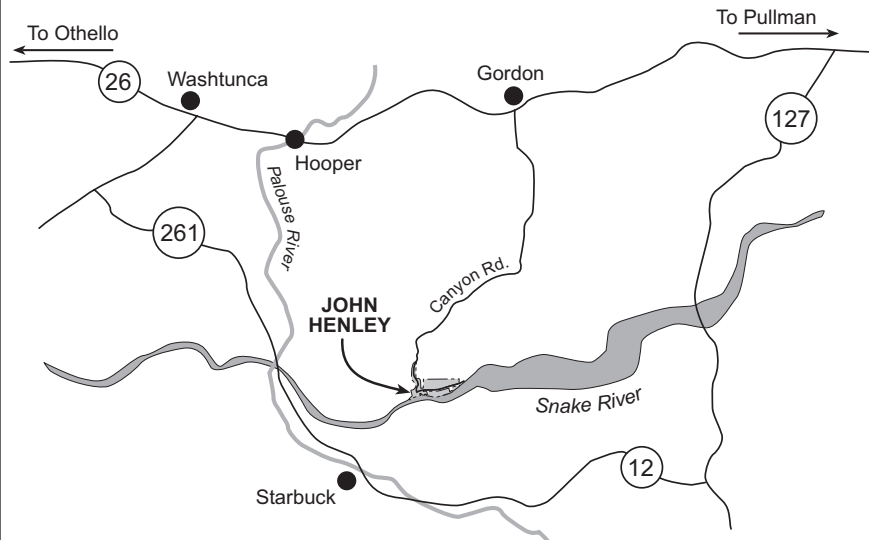 To Othello
To Pullman
26
Washtunca
Gordon
127
Hooper
Palouse River
261
Canyon Rd.
JOHN
HENLEY
Snake River
12
Starbuck